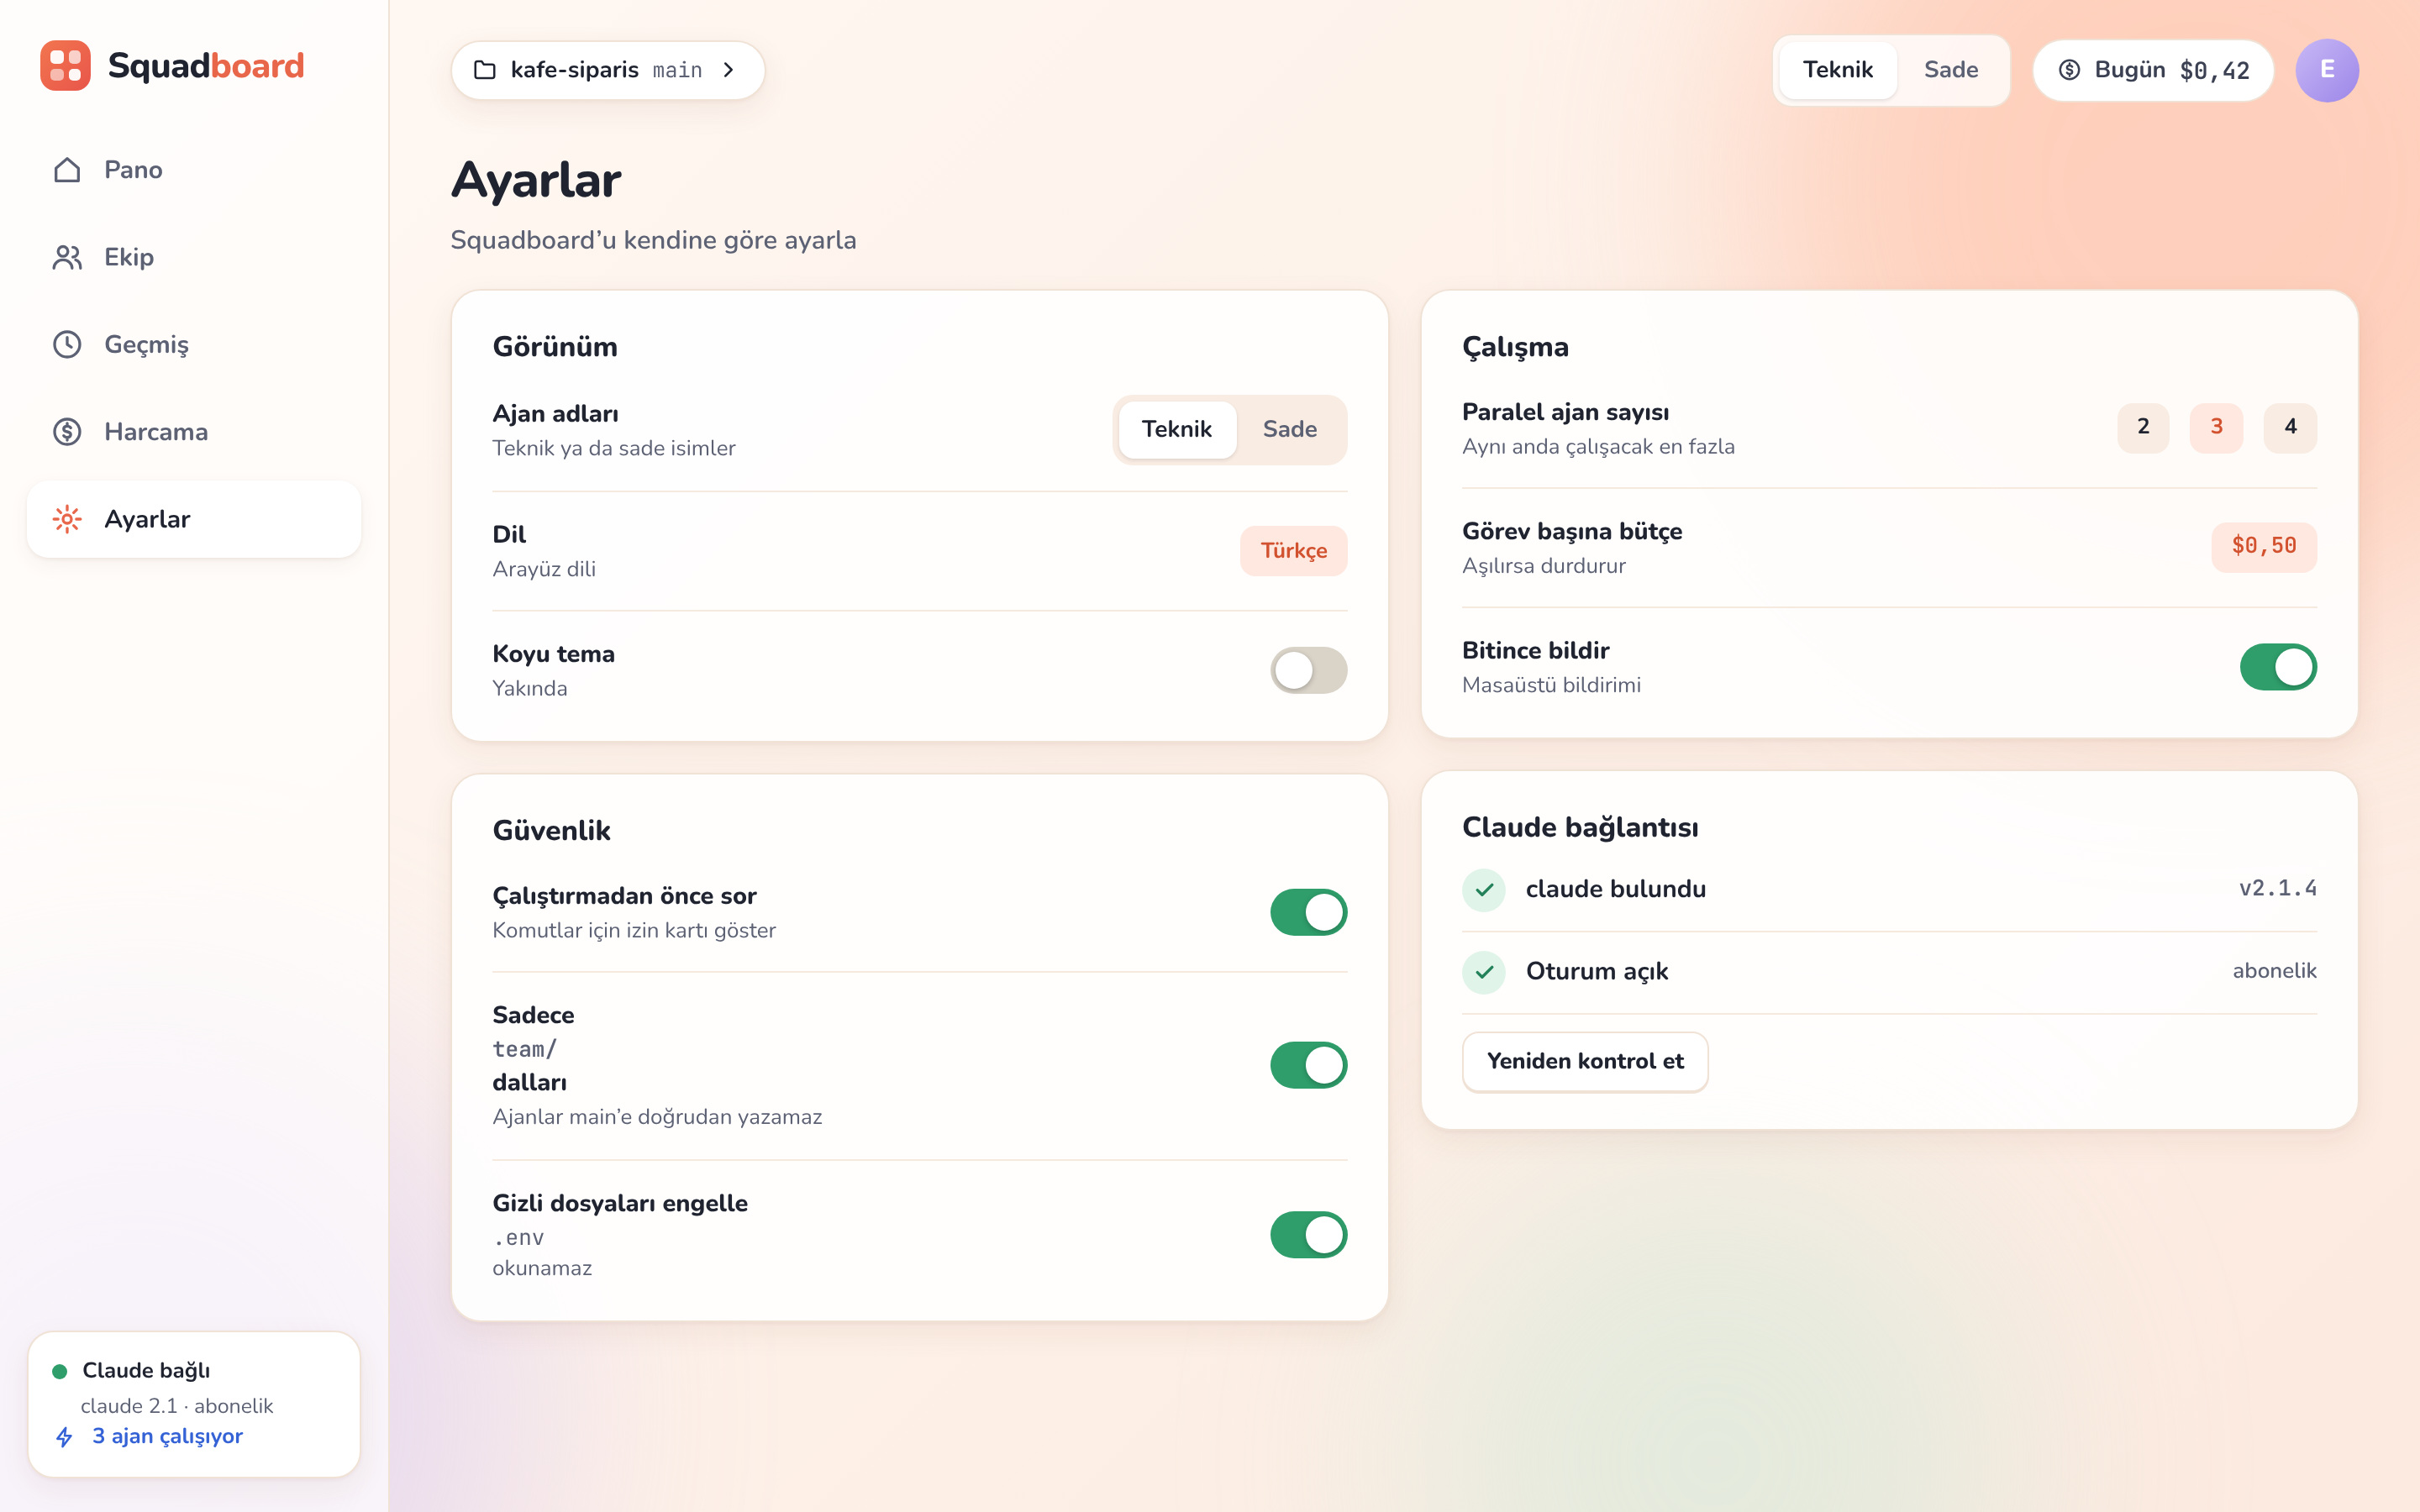 Squadboard
Pano
Ekip
Geçmiş
Harcama
Ayarlar
Claude bağlı
claude 2.1 · abonelik
3 ajan çalışıyor
kafe-siparis main
Teknik Sade
Bugün $0,42
E
Ayarlar
Squadboard’u kendine göre ayarla
Görünüm
Ajan adları
Teknik ya da sade isimler
Teknik Sade
Dil
Arayüz dili
Türkçe
Koyu tema
Yakında
Güvenlik
Çalıştırmadan önce sor
Komutlar için izin kartı göster
Sadece
team/
dalları
Ajanlar main’e doğrudan yazamaz
Gizli dosyaları engelle
.env
okunamaz
Çalışma
Paralel ajan sayısı
Aynı anda çalışacak en fazla
2 3 4
Görev başına bütçe
Aşılırsa durdurur
$0,50
Bitince bildir
Masaüstü bildirimi
Claude bağlantısı
claude bulundu
v2.1.4
Oturum açık
abonelik
Yeniden kontrol et